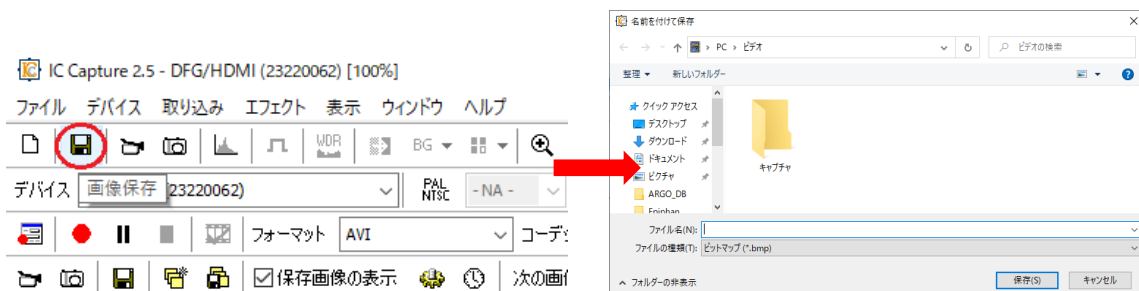 IC Capture 2.5 - DFG/HDMI (23220062) [100%]
ファイル デバイス 取り込み エフェクト 表示 ウィンドウ ヘルプ
WDR BG
デバイス 画像保存 (23220062) PAL NTSC - NA -
フォーマット AVI コーデ
保存画像の表示 次の画
名前を付けて保存
PC › ビデオ ビデオの検索
整理 新しいフォルダー
クイック アクセス
デスクトップ
ダウンロード
ドキュメント
ピクチャ
ARGO_DB
Epiphan
キャプチャ
ファイル名(N):
ファイルの種類(T): ビットマップ (*.bmp)
フォルダーの非表示 保存(S) キャンセル